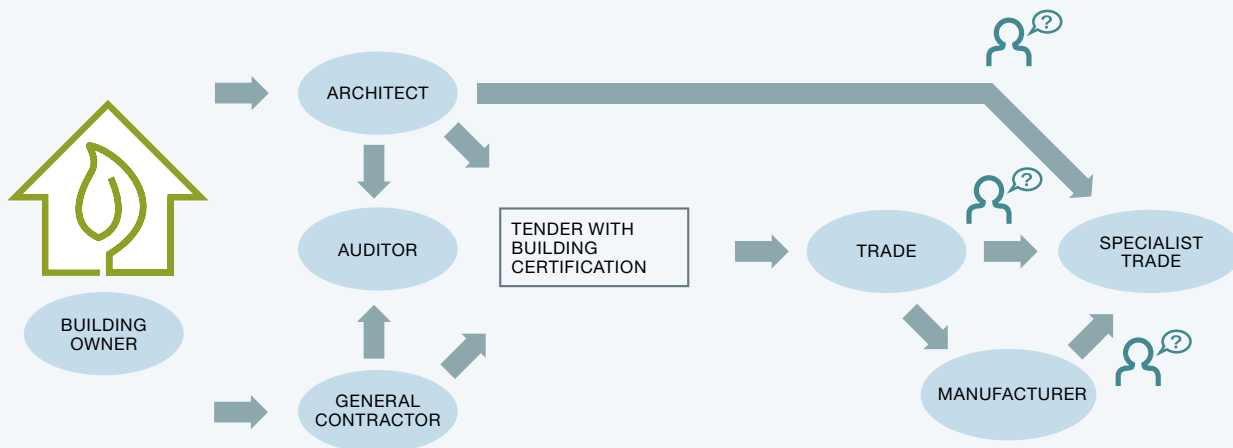 ARCHITECT
AUDITOR
TENDER WITH
BUILDING
CERTIFICATION
TRADE
SPECIALIST
TRADE
BUILDING
OWNER
GENERAL
CONTRACTOR
MANUFACTURER
?
?
?